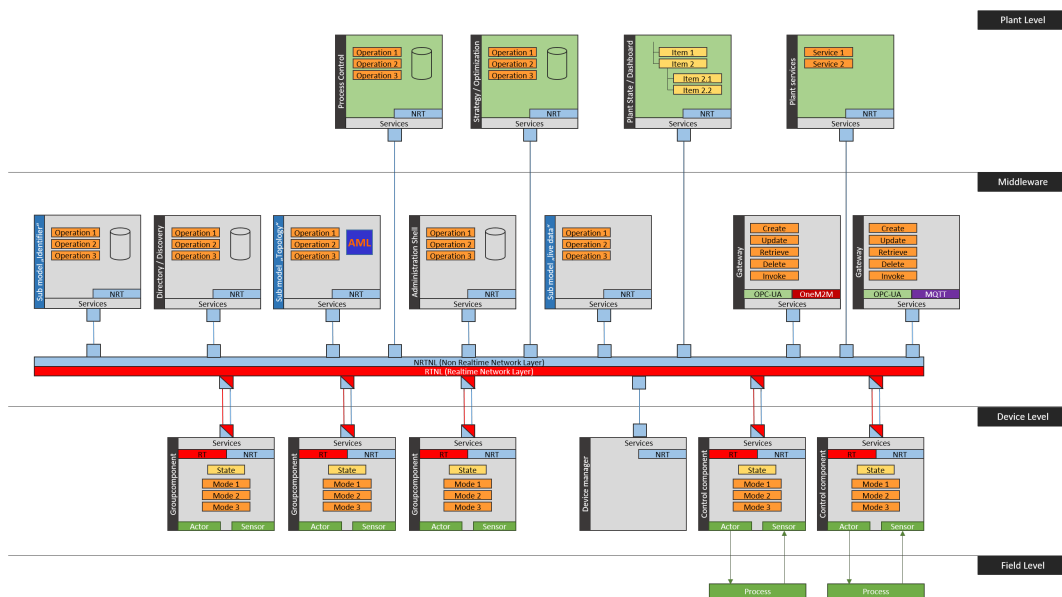 Plant Level
Process Control
Operation 1
Operation 2
Operation 3
NRT
Services
Strategy / Optimization
Operation 1
Operation 2
Operation 3
NRT
Services
Plant State / Dashboard
Item 1
Item 2
Item 2.1
Item 2.2
NRT
Services
Plant services
Service 1
Service 2
NRT
Services
Middleware
Sub model „Identifier“
Operation 1
Operation 2
Operation 3
NRT
Services
Directory / Discovery
Operation 1
Operation 2
Operation 3
NRT
Services
Sub model „Topology“
Operation 1
Operation 2
Operation 3
AML
NRT
Services
Administration Shell
Operation 1
Operation 2
Operation 3
NRT
Services
Sub model „live data“
Operation 1
Operation 2
Operation 3
NRT
Services
Gateway
Create
Update
Retrieve
Delete
Invoke
OPC-UA
OneM2M
Services
Gateway
Create
Update
Retrieve
Delete
Invoke
OPC-UA
MQTT
Services
NRTNL (Non Realtime Network Layer)
RTNL (Realtime Network Layer)
Device Level
Groupcomponent
Services
RT
NRT
State
Mode 1
Mode 2
Mode 3
Actor
Sensor
Groupcomponent
Services
RT
NRT
State
Mode 1
Mode 2
Mode 3
Actor
Sensor
Groupcomponent
Services
RT
NRT
State
Mode 1
Mode 2
Mode 3
Actor
Sensor
Device manager
Services
NRT
Control component
Services
RT
NRT
State
Mode 1
Mode 2
Mode 3
Actor
Sensor
Control component
Services
RT
NRT
State
Mode 1
Mode 2
Mode 3
Actor
Sensor
Field Level
Process
Process